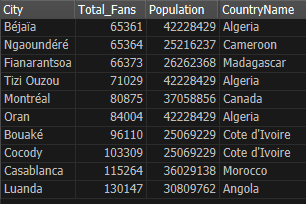 City Total_Fans Population CountryName
Béjaïa 65361 42228429 Algeria
Ngaoundéré 65364 25216237 Cameroon
Fianarantsoa 66373 26262368 Madagascar
Tizi Ouzou 71029 42228429 Algeria
Montréal 80875 37058856 Canada
Oran 84004 42228429 Algeria
Bouaké 96110 25069229 Cote d'Ivoire
Cocody 103309 25069229 Cote d'Ivoire
Casablanca 115264 36029138 Morocco
Luanda 130147 30809762 Angola